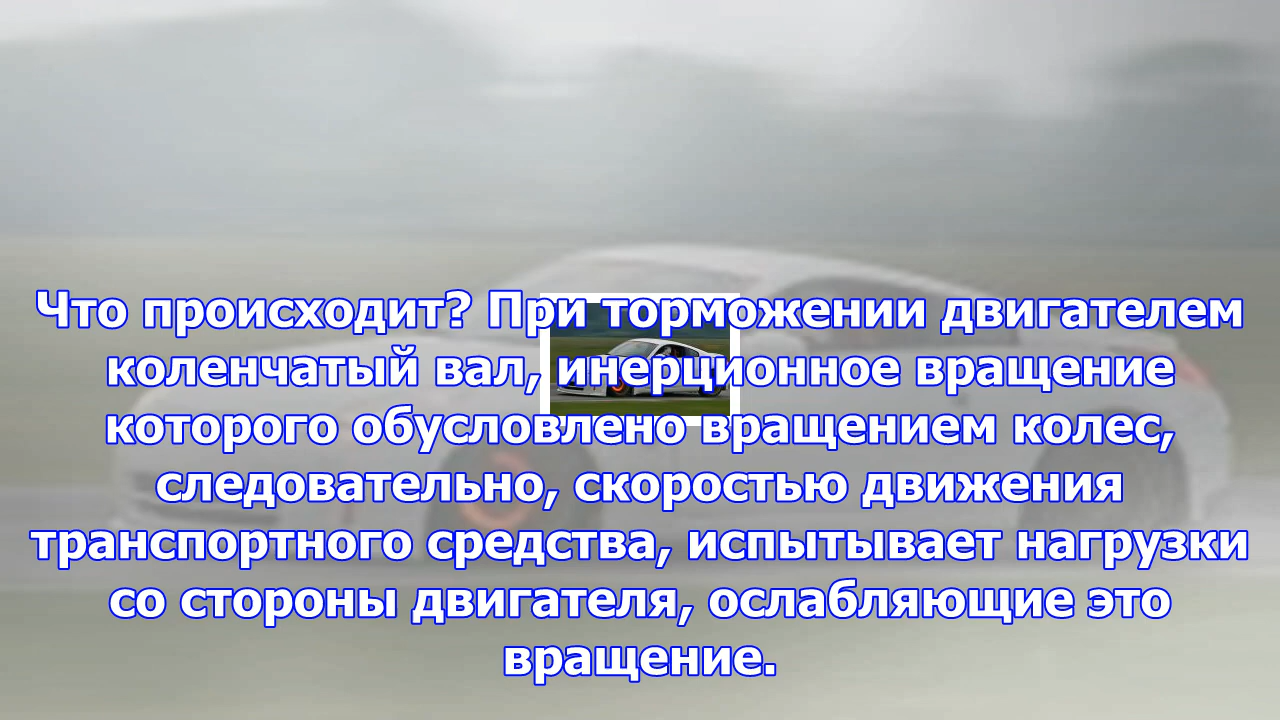 Что происходит? При торможении двигателем
коленчатый вал, инерционное вращение
которого обусловлено вращением колес,
следовательно, скоростью движения
транспортного средства, испытывает нагрузки
со стороны двигателя, ослабляющие это
вращение.